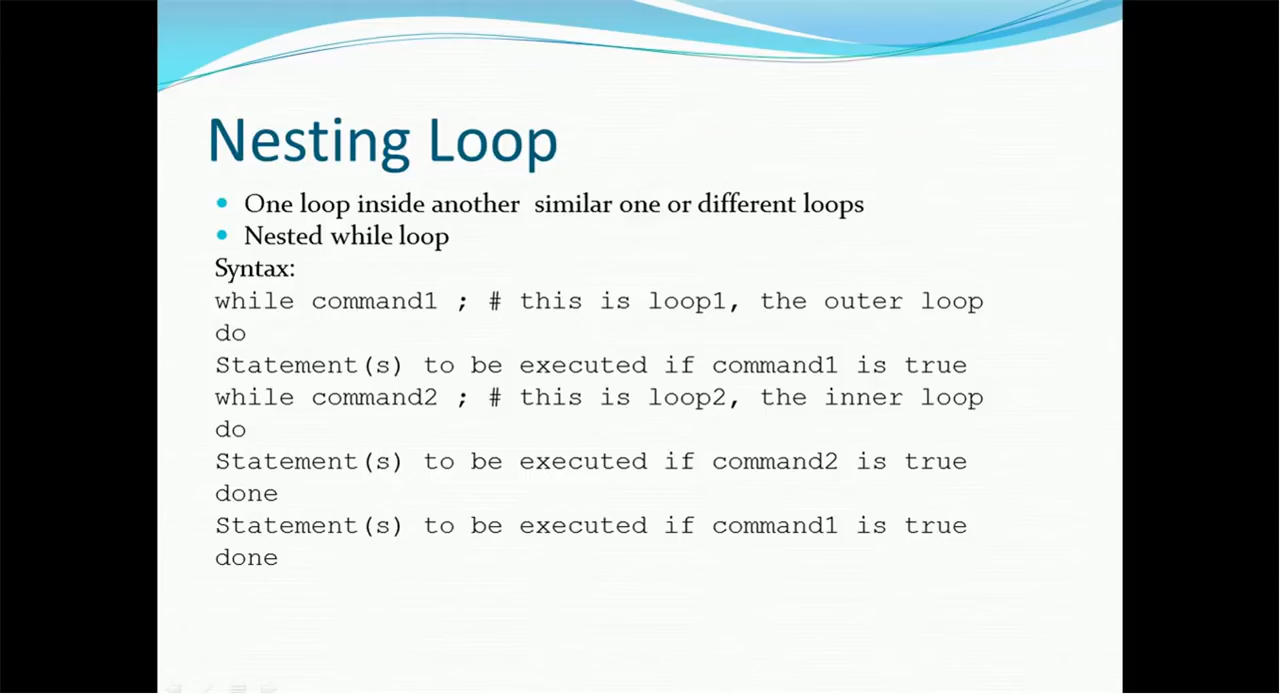 Nesting Loop
One loop inside another similar one or different loops
Nested while loop
Syntax:
while command1 ; # this is loop1, the outer loop
do
Statement(s) to be executed if command1 is true
while command2 ; # this is loop2, the inner loop
do
Statement(s) to be executed if command2 is true
done
Statement(s) to be executed if command1 is true
done